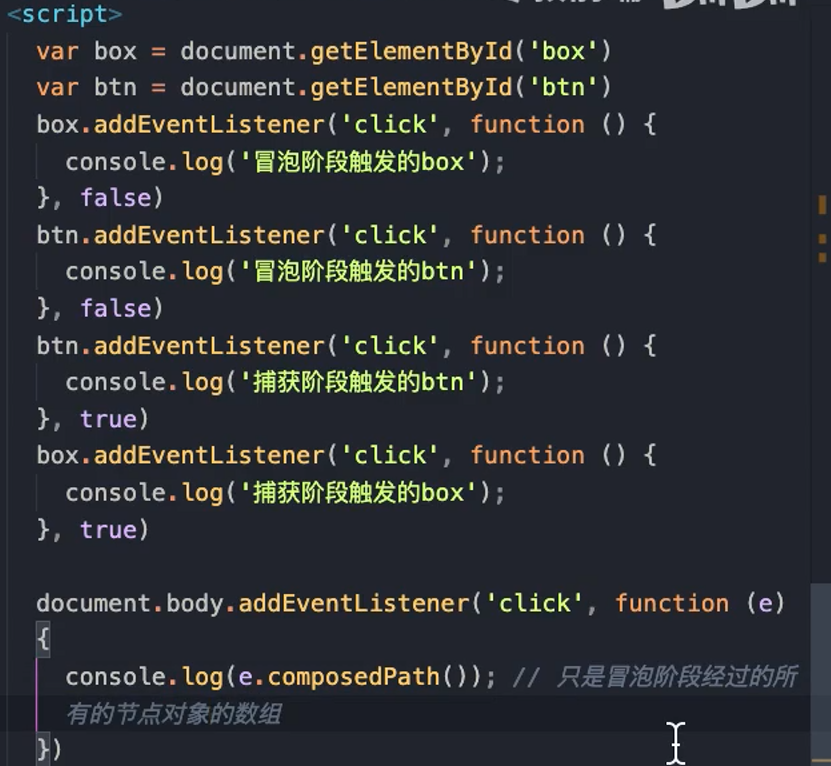 <script>
var box = document.getElementById('box')
var btn = document.getElementById('btn')
box.addEventListener('click', function () {
console.log('冒泡阶段触发的box');
}, false)
btn.addEventListener('click', function () {
console.log('冒泡阶段触发的btn');
}, false)
btn.addEventListener('click', function () {
console.log('捕获阶段触发的btn');
}, true)
box.addEventListener('click', function () {
console.log('捕获阶段触发的box');
}, true)
document.body.addEventListener('click', function (e)
{
console.log(e.composedPath()); // 只是冒泡阶段经过的所
有的节点对象的数组
})